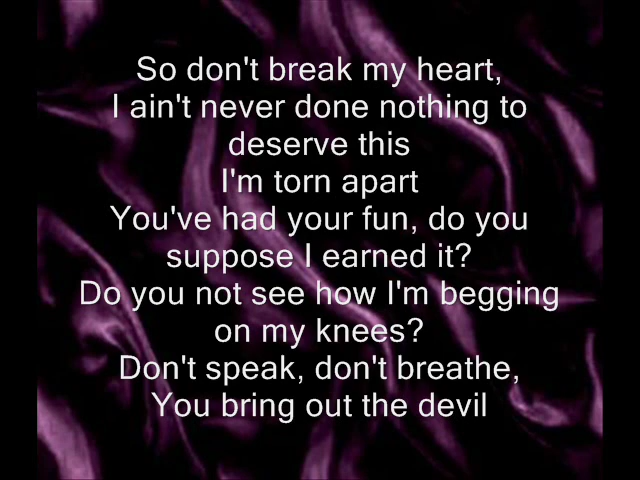 So don't break my heart,
I ain't never done nothing to
deserve this
I'm torn apart
You've had your fun, do you
suppose I earned it?
Do you not see how I'm begging
on my knees?
Don't speak, don't breathe,
You bring out the devil